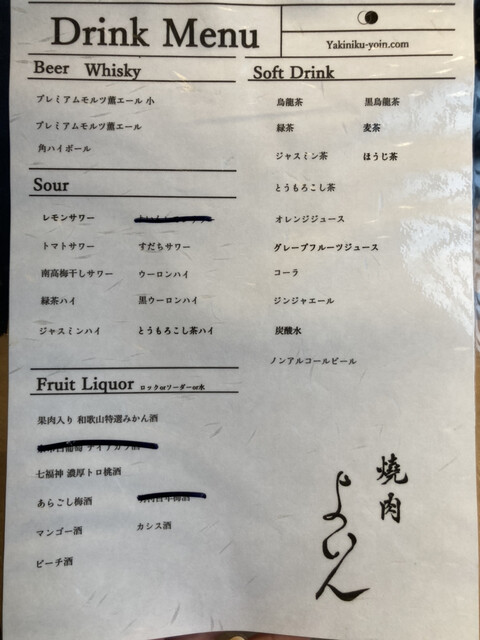 Drink Menu
Yakiniku-yoin.com
Beer Whisky
プレミアムモルツ薫エール 小
プレミアムモルツ薫エール
角ハイボール
Sour
レモンサワー
トマトサワー すだちサワー
南高梅干しサワー ウーロンハイ
緑茶ハイ 黒ウーロンハイ
ジャスミンハイ とうもろこし茶ハイ
Fruit Liquor ロックorソーダーor水
果肉入り 和歌山特選みかん酒
七福神 濃厚トロ桃酒
あらごし梅酒
マンゴー酒 カシス酒
ピーチ酒
Soft Drink
烏龍茶 黒烏龍茶
緑茶 麦茶
ジャスミン茶 ほうじ茶
とうもろこし茶
オレンジジュース
グレープフルーツジュース
コーラ
ジンジャエール
炭酸水
ノンアルコールビール
焼肉
よいん